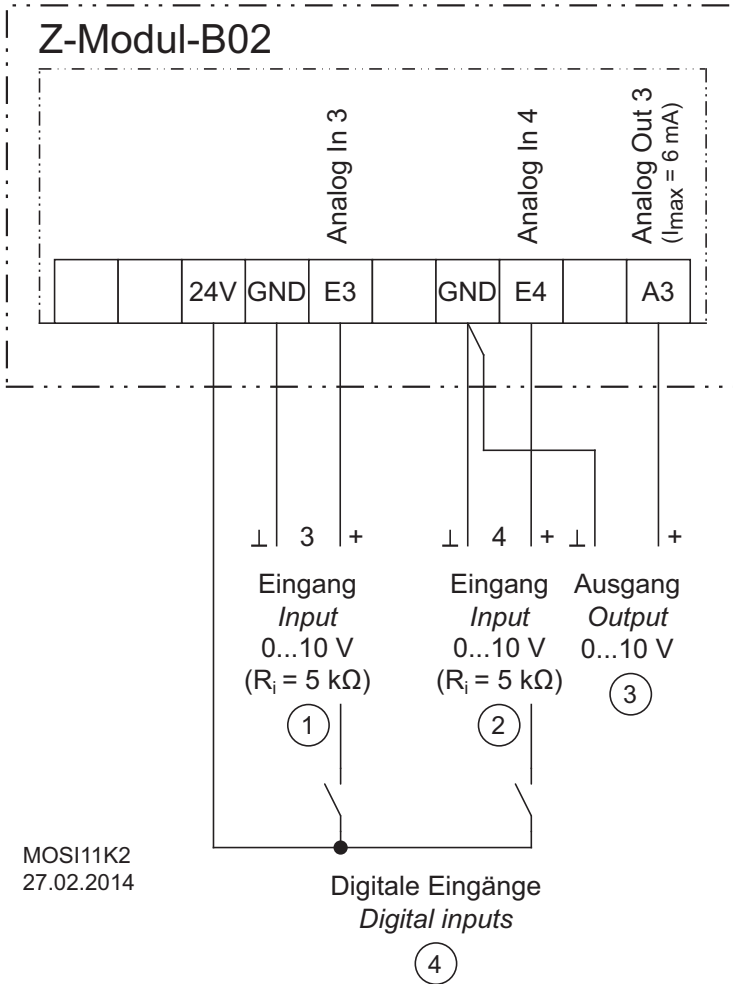 Z-Modul-B02
Analog In 3
Analog In 4
Analog Out 3
(Imax = 6 mA)
24V GND E3 GND E4 A3
⊥ 3 + ⊥ 4 + ⊥ +
Eingang Eingang Ausgang
Input Input Output
0...10 V 0...10 V 0...10 V
(Ri = 5 kΩ) (Ri = 5 kΩ)
1 2 3
MOSI11K2
27.02.2014
Digitale Eingänge
Digital inputs
4